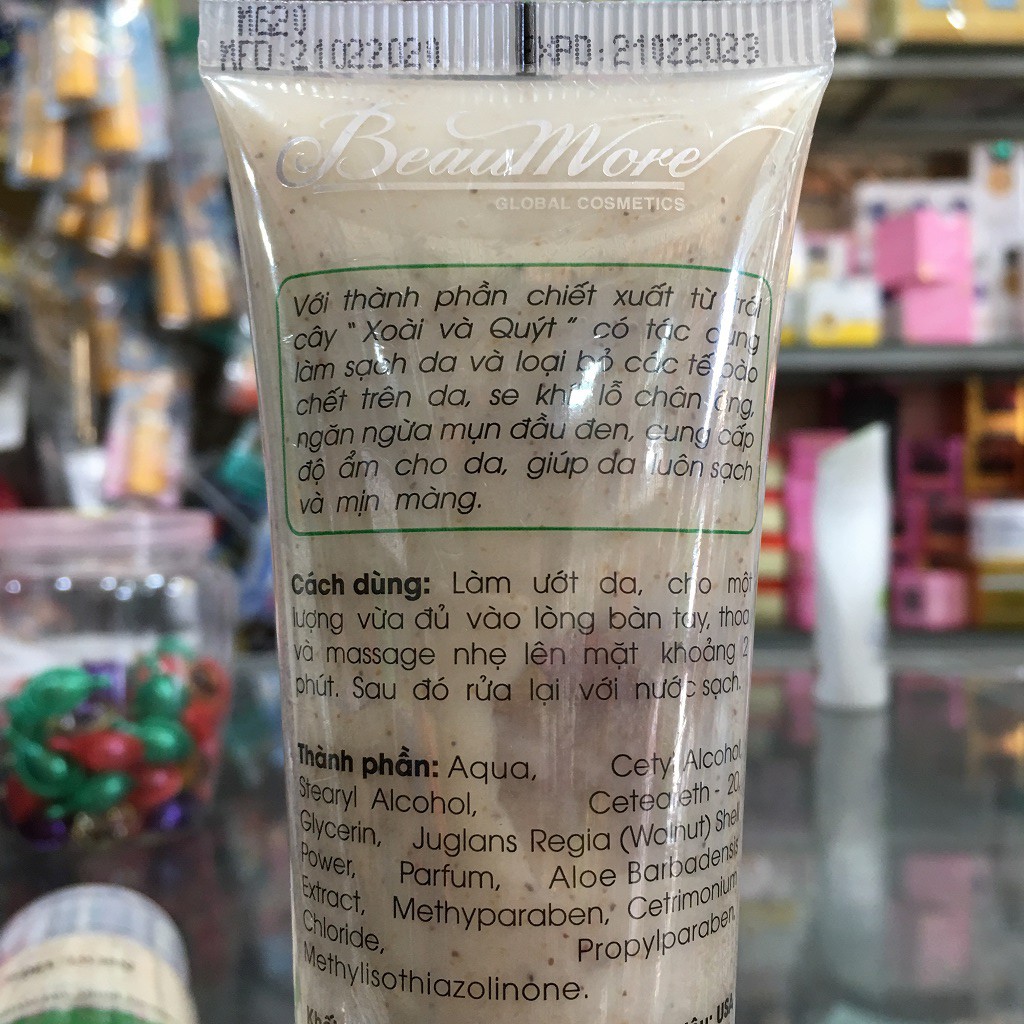 ME20
MFD:21022020 EXPD:21022023
BeauMore
GLOBAL COSMETICS
Với thành phần chiết xuất từ trái
cây " Xoài và Quýt " có tác dụng
làm sạch da và loại bỏ các tế bào
chết trên da, se khít lỗ chân lông,
ngăn ngừa mụn đầu đen, cung cấp
độ ẩm cho da, giúp da luôn sạch
và mịn màng.
Cách dùng: Làm ướt da, cho một
lượng vừa đủ vào lòng bàn tay, thoa
và massage nhẹ lên mặt khoảng 2
phút. Sau đó rửa lại với nước sạch.
Thành phần: Aqua, Cetyl Alcohol,
Stearyl Alcohol, Ceteareth - 20,
Glycerin, Juglans Regia (Walnut) Shell
Power, Parfum, Aloe Barbadensis
Extract, Methyparaben, Cetrimonium
Chloride, Propylparaben,
Methylisothiazolinone.
USA